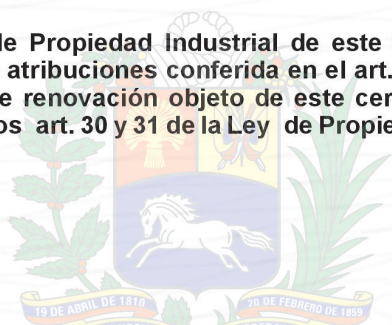 de Propiedad Industrial de este
atribuciones conferida en el art.
e renovación objeto de este cer
os art. 30 y 31 de la Ley de Propie
19 DE ABRIL DE 1810
20 DE FEBRERO DE 1859